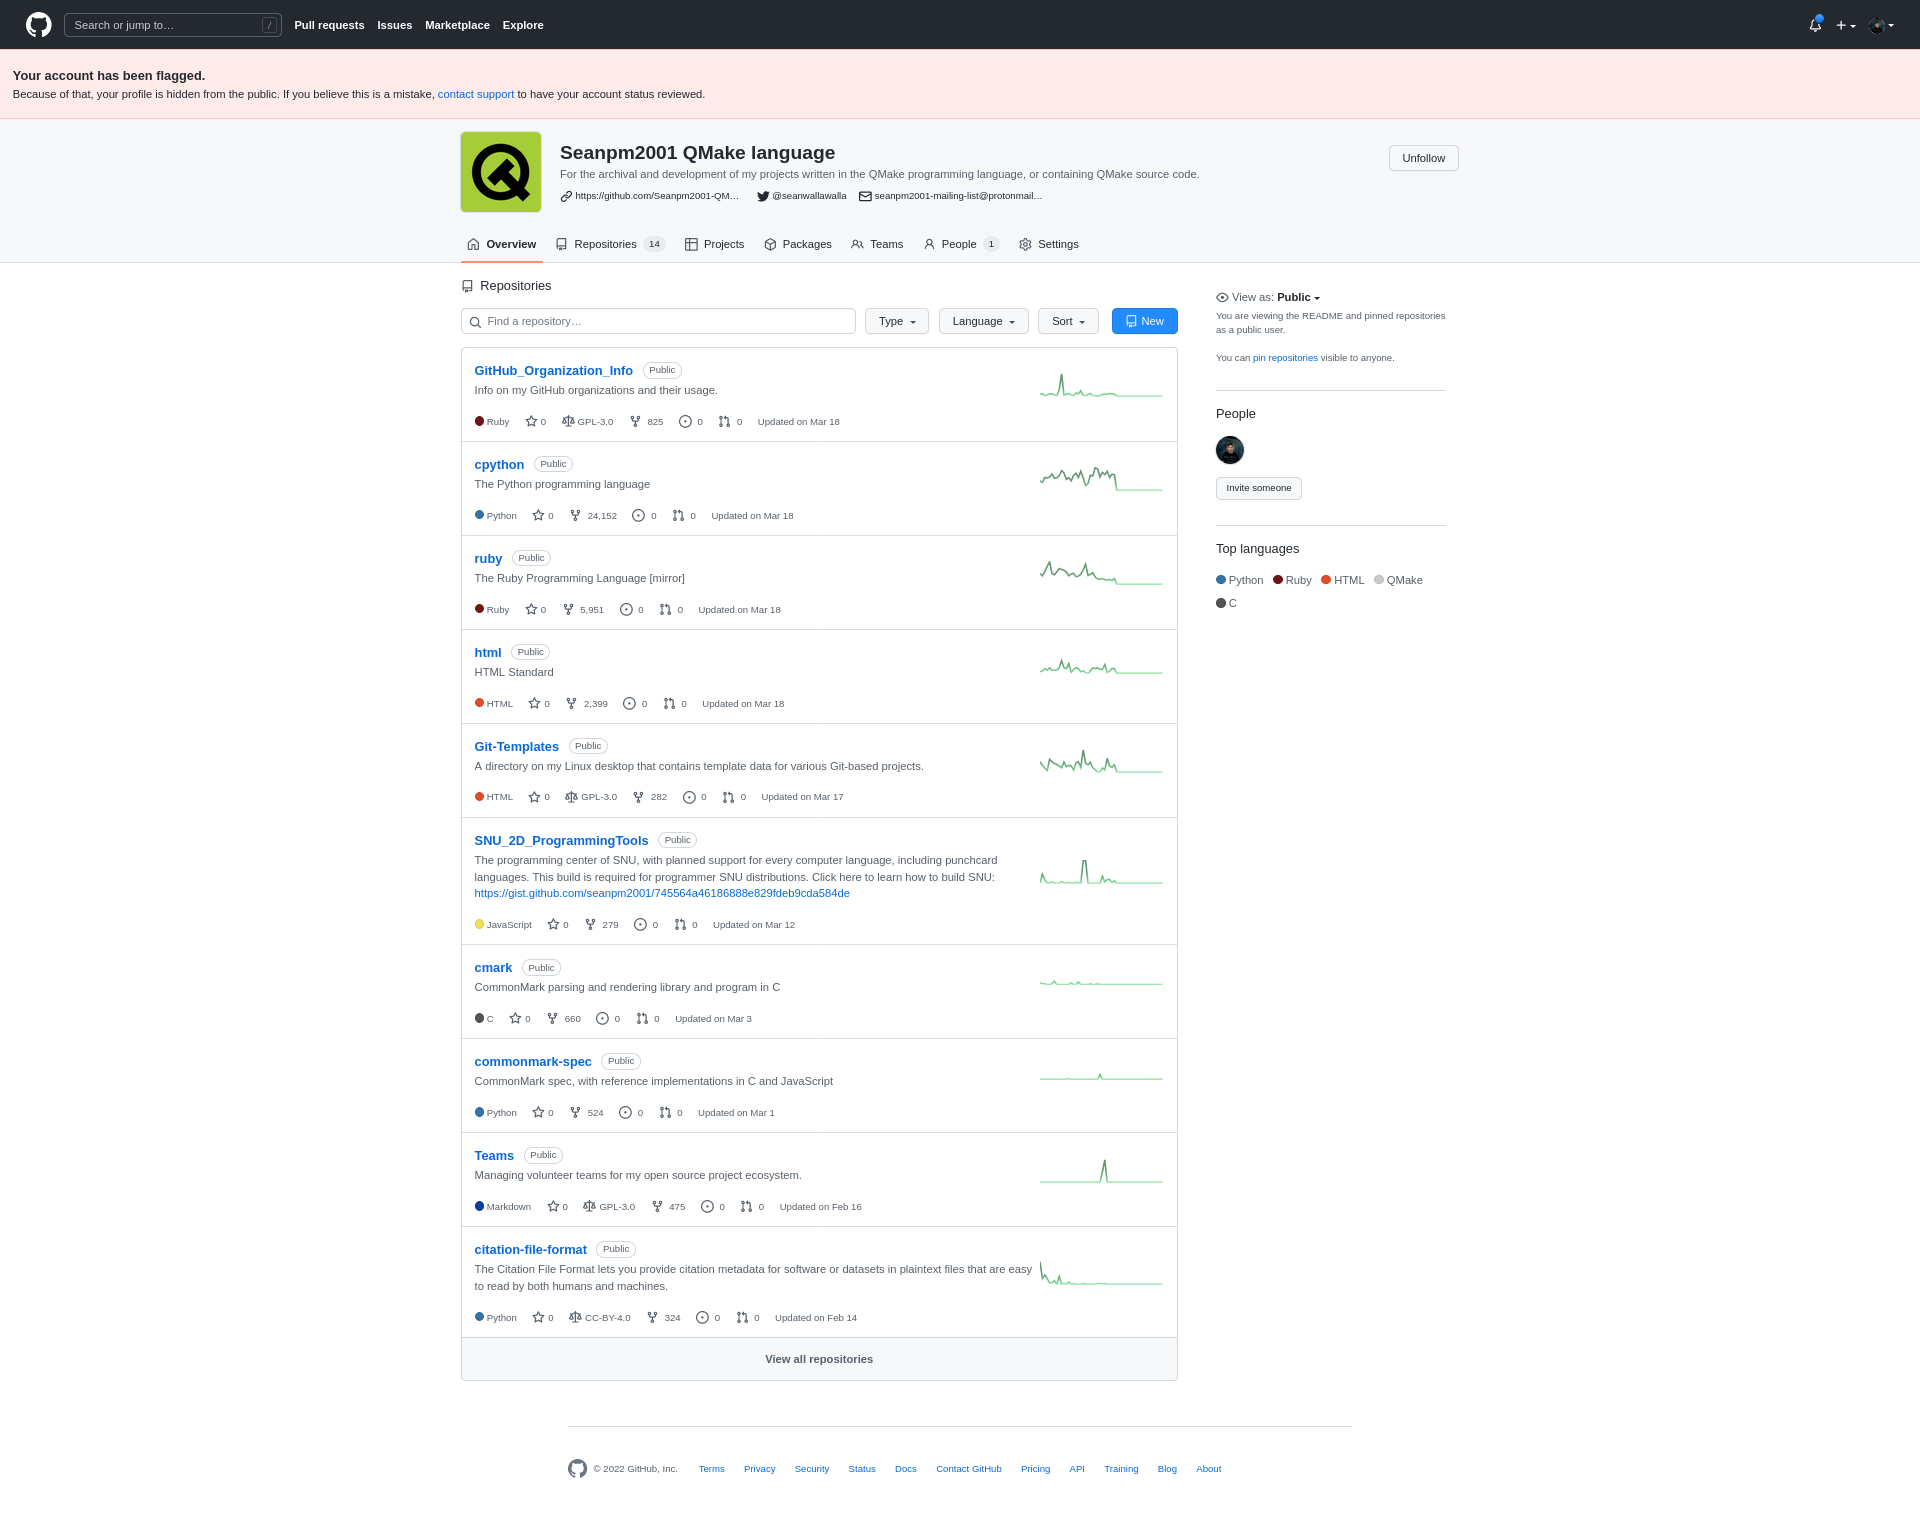 Search or jump to… /
Pull requests Issues Marketplace Explore
Your account has been flagged.
Because of that, your profile is hidden from the public. If you believe this is a mistake, contact support to have your account status reviewed.
Seanpm2001 QMake language
Unfollow
For the archival and development of my projects written in the QMake programming language, or containing QMake source code.
https://github.com/Seanpm2001-QM… @seanwallawalla seanpm2001-mailing-list@protonmail…
Overview Repositories 14 Projects Packages Teams People 1 Settings
Repositories
Find a repository… Type Language Sort New
GitHub_Organization_Info Public
Info on my GitHub organizations and their usage.
Ruby 0 GPL-3.0 825 0 0 Updated on Mar 18
cpython Public
The Python programming language
Python 0 24,152 0 0 Updated on Mar 18
ruby Public
The Ruby Programming Language [mirror]
Ruby 0 5,951 0 0 Updated on Mar 18
html Public
HTML Standard
HTML 0 2,399 0 0 Updated on Mar 18
Git-Templates Public
A directory on my Linux desktop that contains template data for various Git-based projects.
HTML 0 GPL-3.0 282 0 0 Updated on Mar 17
SNU_2D_ProgrammingTools Public
The programming center of SNU, with planned support for every computer language, including punchcard
languages. This build is required for programmer SNU distributions. Click here to learn how to build SNU:
https://gist.github.com/seanpm2001/745564a46186888e829fdeb9cda584de
JavaScript 0 279 0 0 Updated on Mar 12
cmark Public
CommonMark parsing and rendering library and program in C
C 0 660 0 0 Updated on Mar 3
commonmark-spec Public
CommonMark spec, with reference implementations in C and JavaScript
Python 0 524 0 0 Updated on Mar 1
Teams Public
Managing volunteer teams for my open source project ecosystem.
Markdown 0 GPL-3.0 475 0 0 Updated on Feb 16
citation-file-format Public
The Citation File Format lets you provide citation metadata for software or datasets in plaintext files that are easy
to read by both humans and machines.
Python 0 CC-BY-4.0 324 0 0 Updated on Feb 14
View all repositories
View as: Public
You are viewing the README and pinned repositories
as a public user.
You can pin repositories visible to anyone.
People
Invite someone
Top languages
Python Ruby HTML QMake
C
© 2022 GitHub, Inc. Terms Privacy Security Status Docs Contact GitHub Pricing API Training Blog About